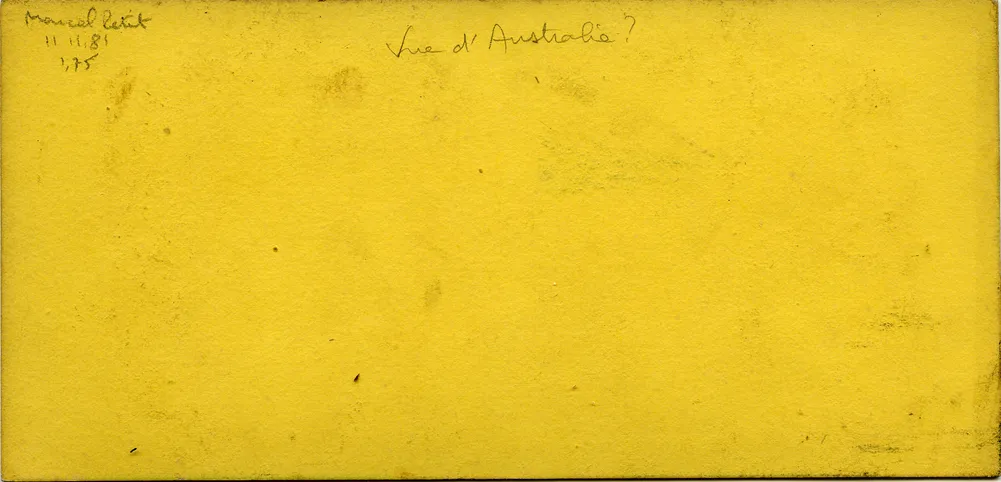 Marcel Petit
11 11, 81
1,75
Vue d'Australie?